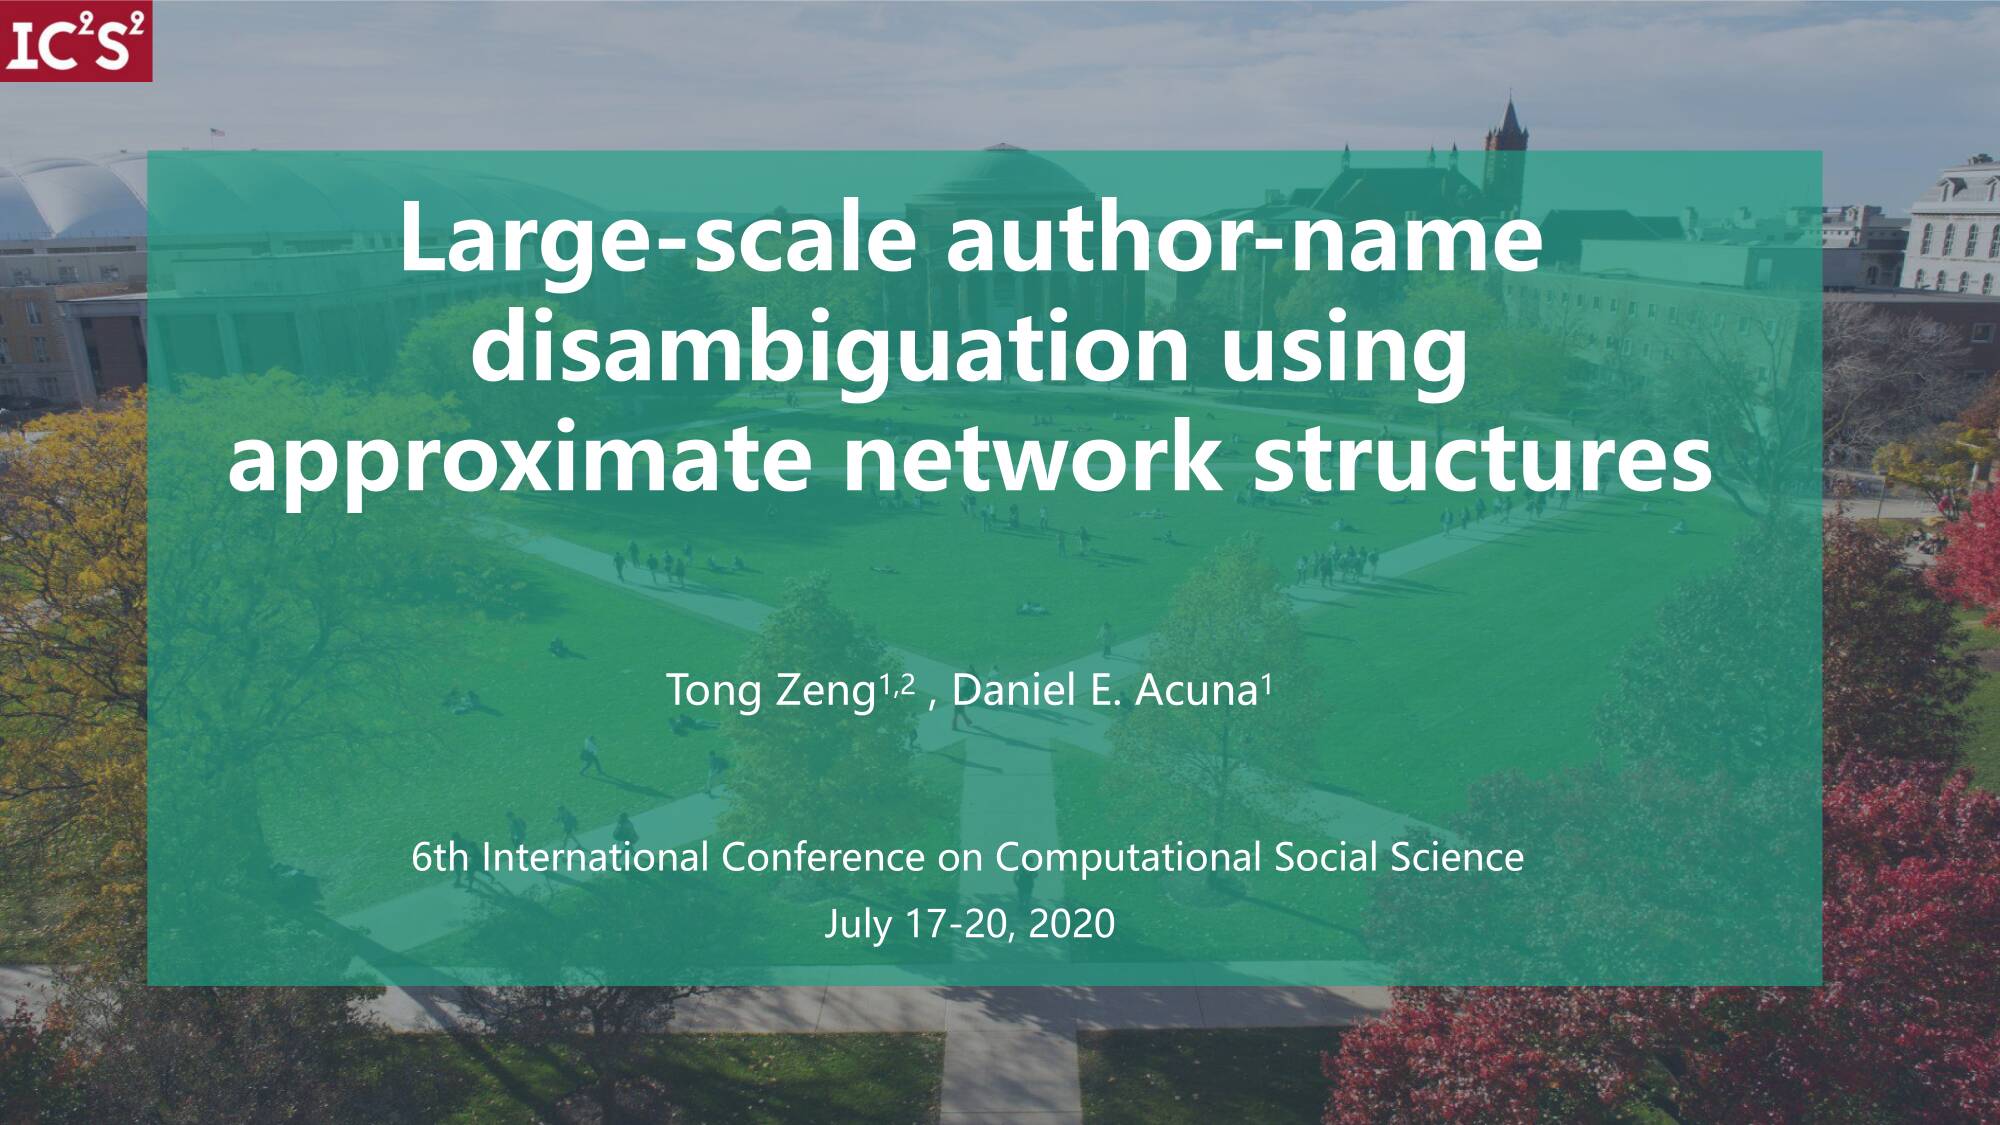 IC²S²
Large-scale author-name
disambiguation using
approximate network structures
Tong Zeng¹,² , Daniel E. Acuna¹
6th International Conference on Computational Social Science
July 17-20, 2020